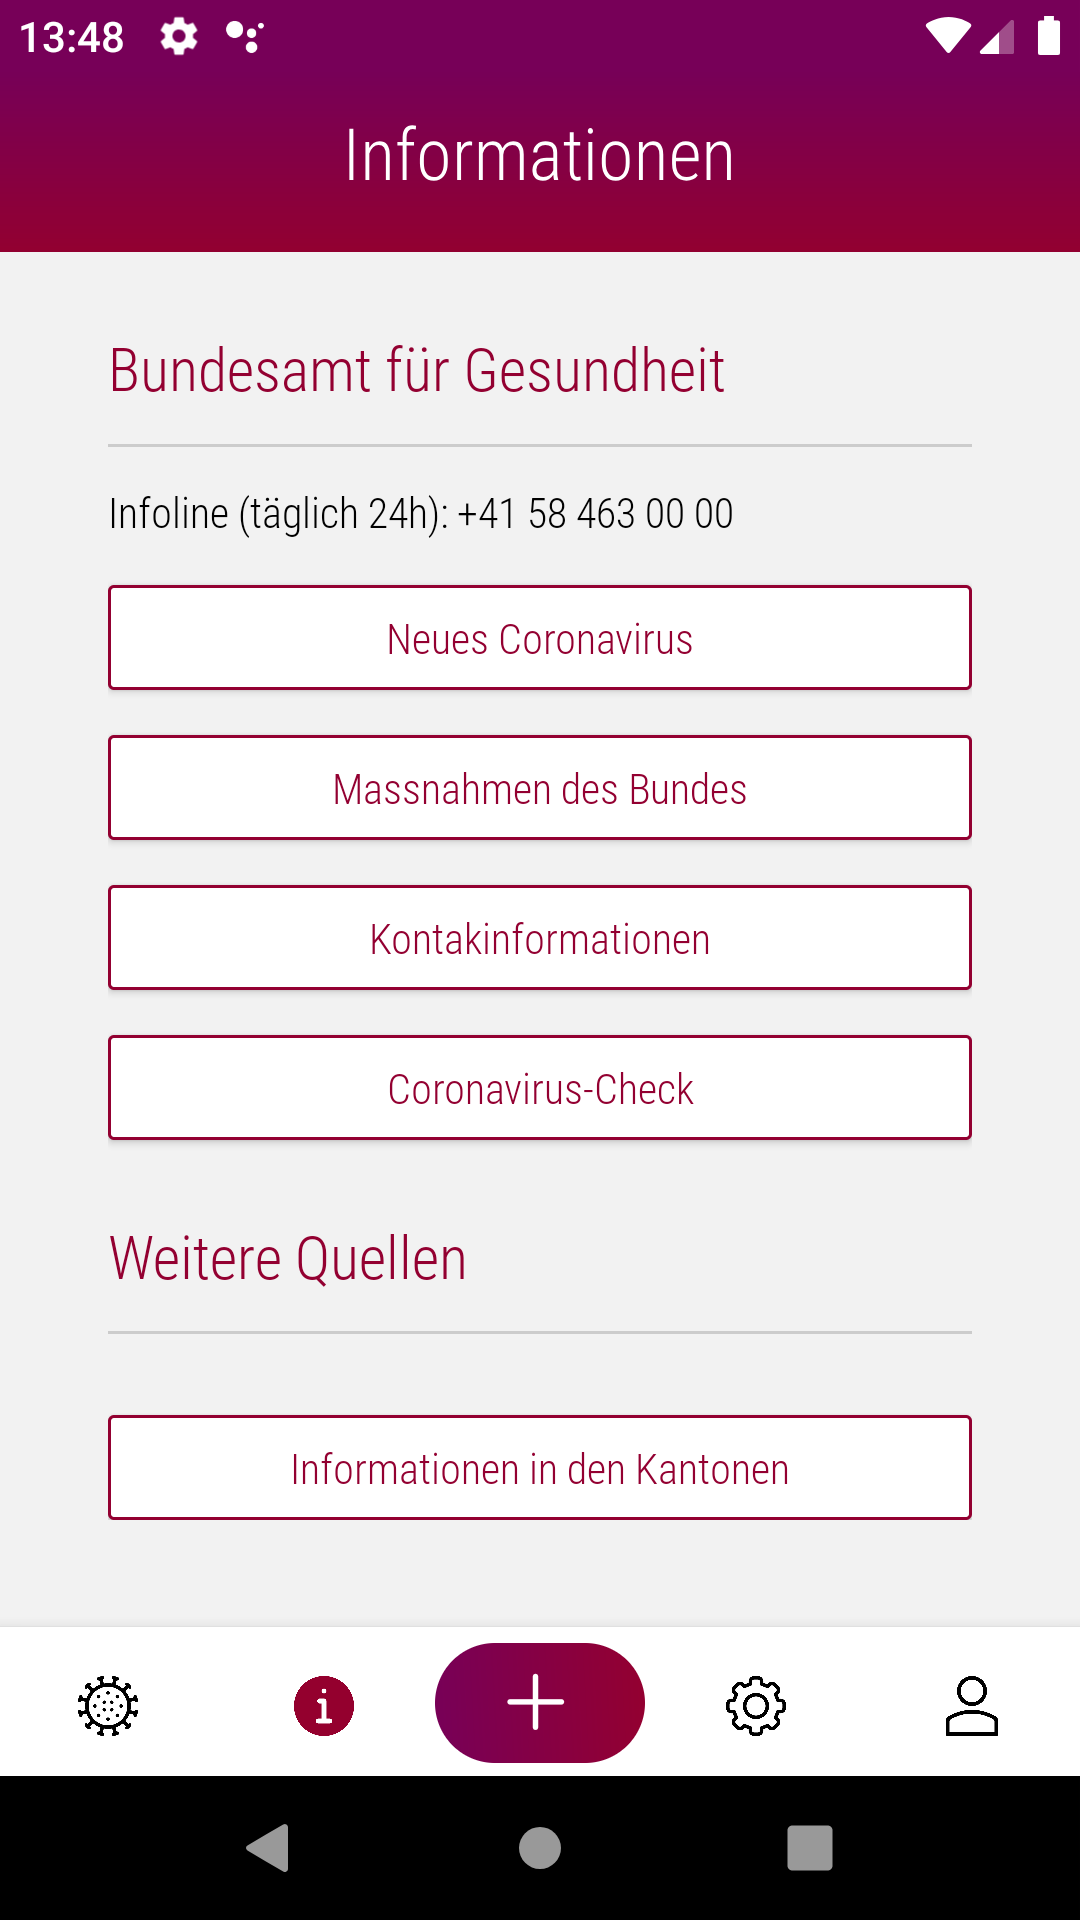 13:48
Informationen
Bundesamt für Gesundheit
Infoline (täglich 24h): +41 58 463 00 00
Neues Coronavirus
Massnahmen des Bundes
Kontakinformationen
Coronavirus-Check
Weitere Quellen
Informationen in den Kantonen